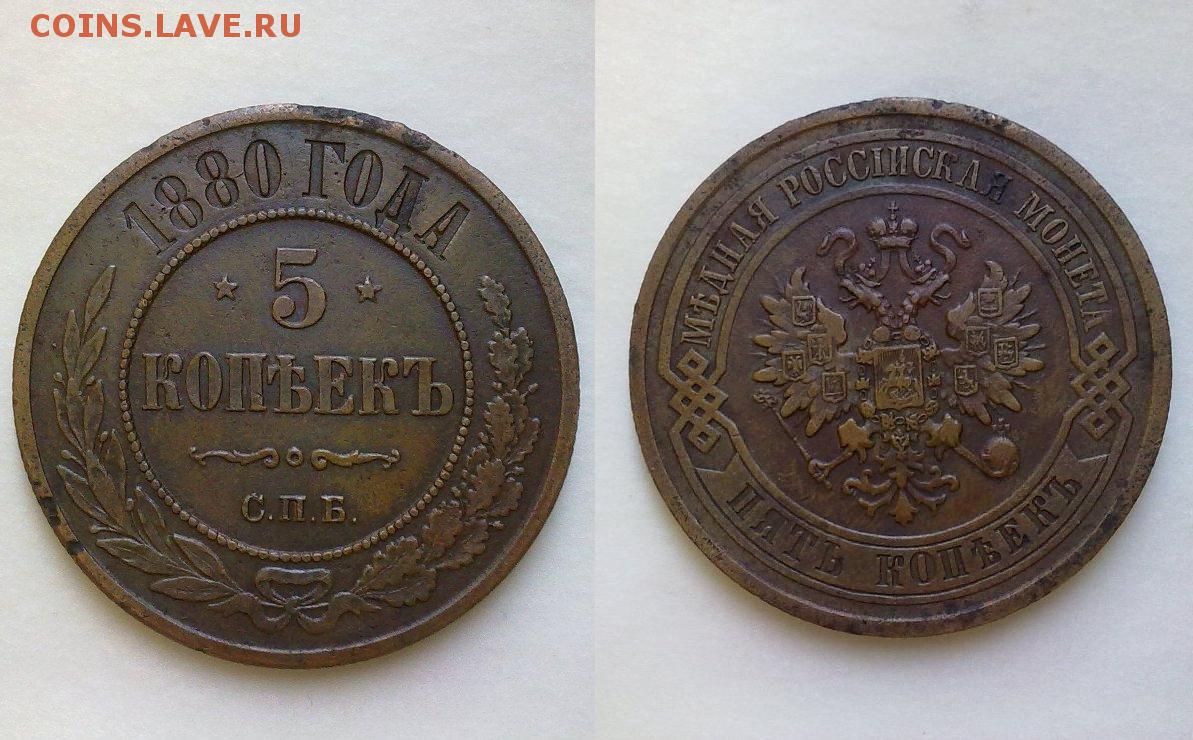 COINS.LAVE.RU
1880 ГОДА
5
КОПѢЕКЪ
С.П.Б.
МѢДНАЯ РОССІЙСКАЯ МОНЕТА
ПЯТЬ КОПѢЕКЪ